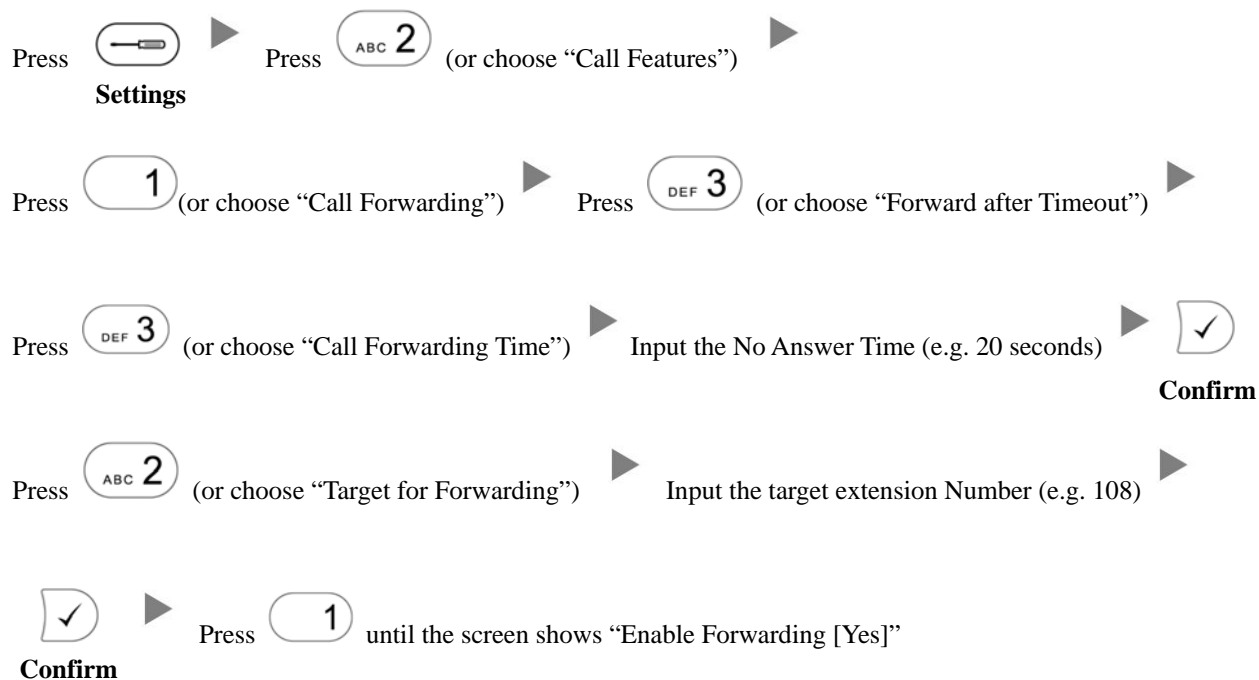 Press Press ABC 2 (or choose “Call Features”)
Settings
Press 1 (or choose “Call Forwarding”) Press DEF 3 (or choose “Forward after Timeout”)
Press DEF 3 (or choose “Call Forwarding Time”) Input the No Answer Time (e.g. 20 seconds)
Confirm
Press ABC 2 (or choose “Target for Forwarding”) Input the target extension Number (e.g. 108)
Press 1 until the screen shows “Enable Forwarding [Yes]”
Confirm